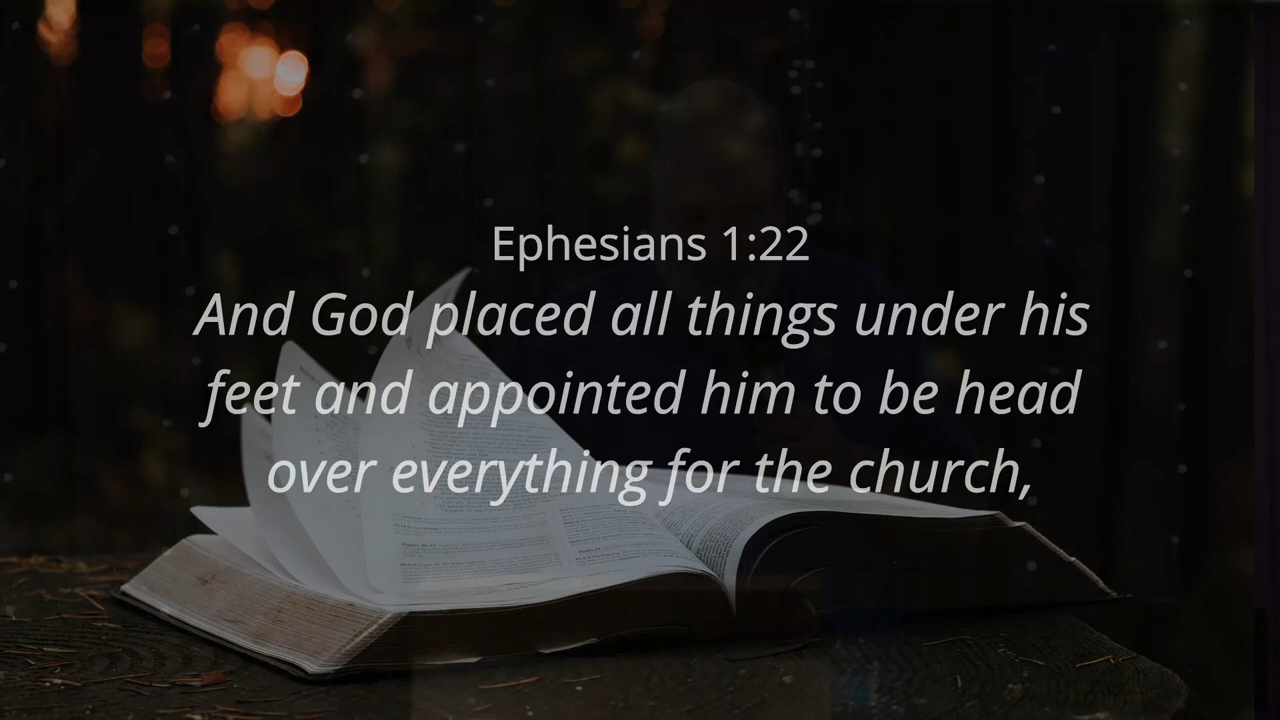 Ephesians 1:22
And God placed all things under his
feet and appointed him to be head
over everything for the church,